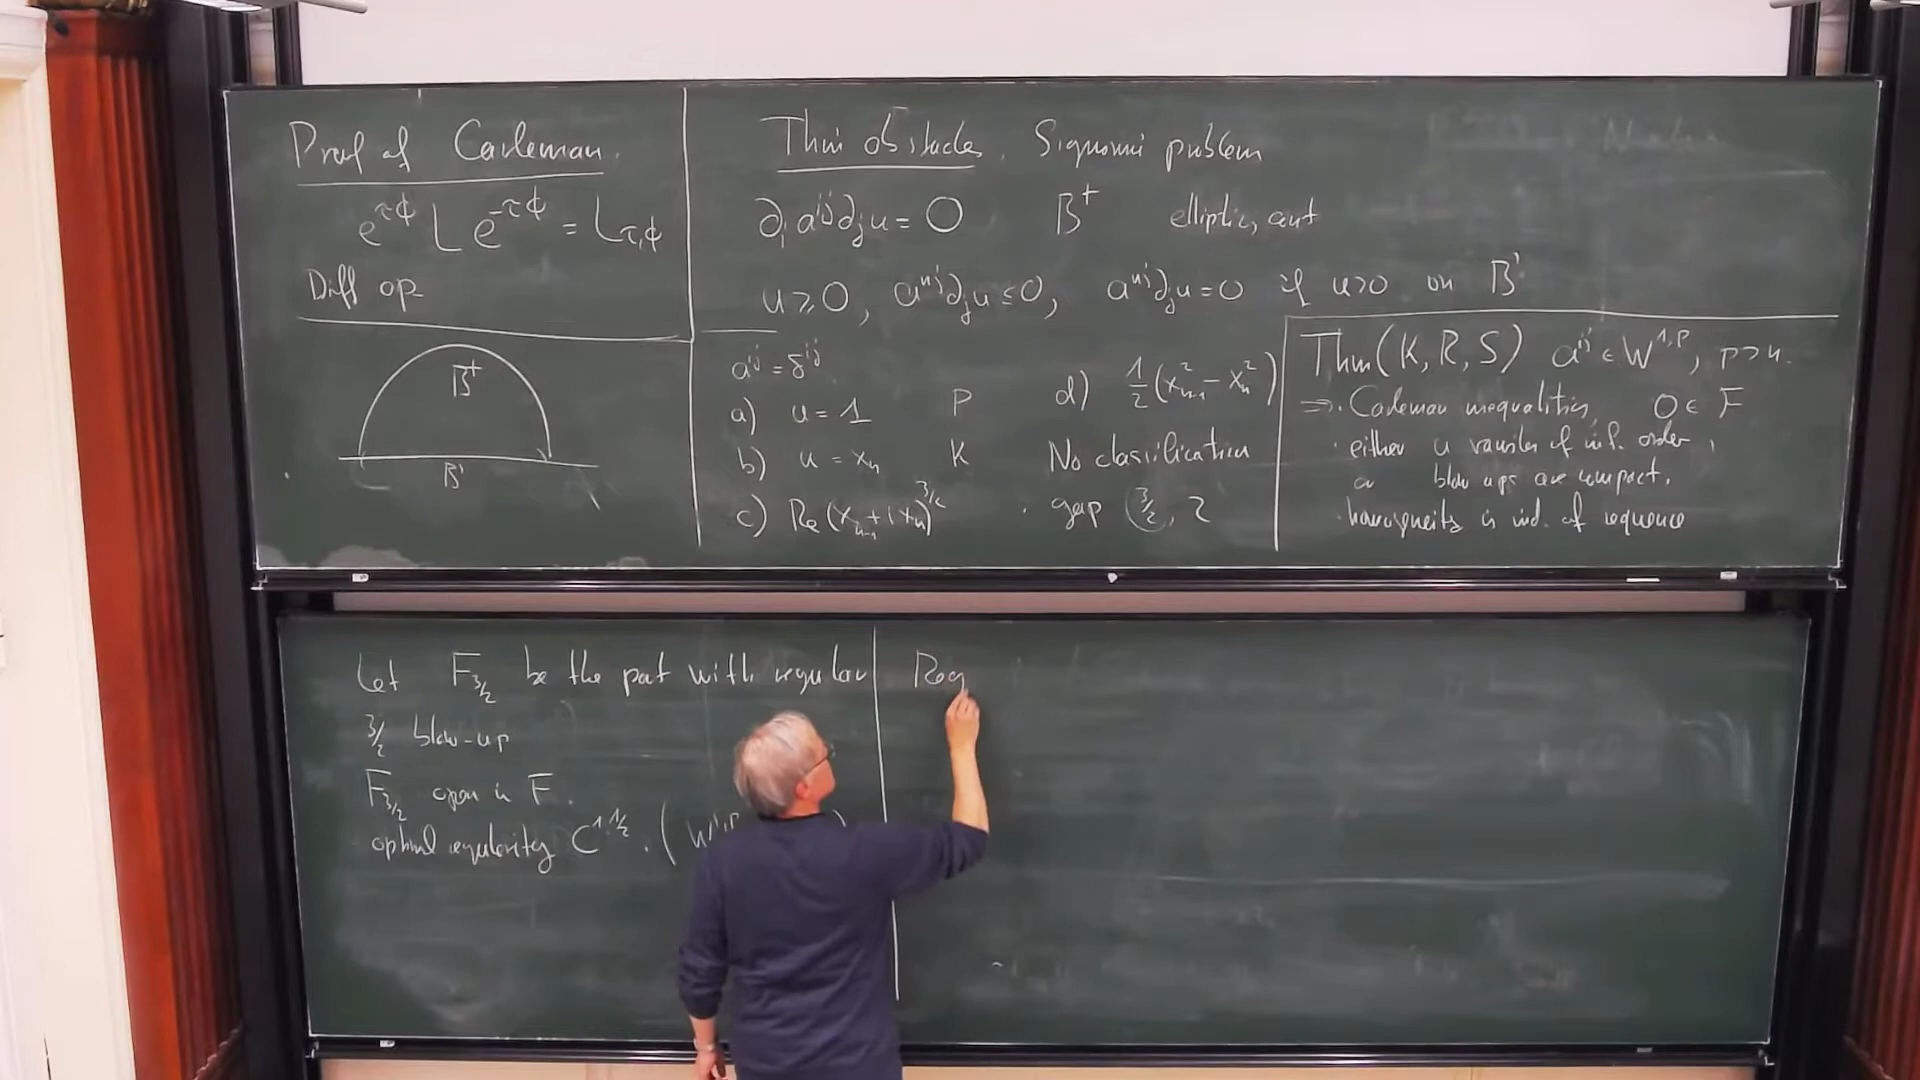 Proof of Carleman.
e^{τϕ} L e^{-τϕ} = L_{τ,ϕ}
Diff op
B^+
B'
Thin obstacles, Signorini problem
∂_i a^{ij} ∂_j u = 0 B^+ elliptic, cont
u ≥ 0, a^{nj} ∂_j u ≤ 0, a^{nj} ∂_j u = 0 if u>0 on B'
a^{ij} = δ^{ij}
a) u = 1 P
b) u = x_n K
c) Re (x_{n-1} + i x_n)^{3/2}
d) 1/2 (x_{n-1}^2 - x_n^2)
No classification
· gap (3/2, 2
Thm (K, R, S) a^{ij} ∈ W^{1,p}, p>n.
⇒ · Carleman inequalities, 0 ∈ F
· either u vanishes of inf. order,
or blow ups are compact.
· homogeneity is ind. of sequence
Let F_{3/2} be the part with regular
3/2 blow-up
F_{3/2} open in F.
· optimal regularity C^{1,1/2}. ( W^{1,p} )
Reg